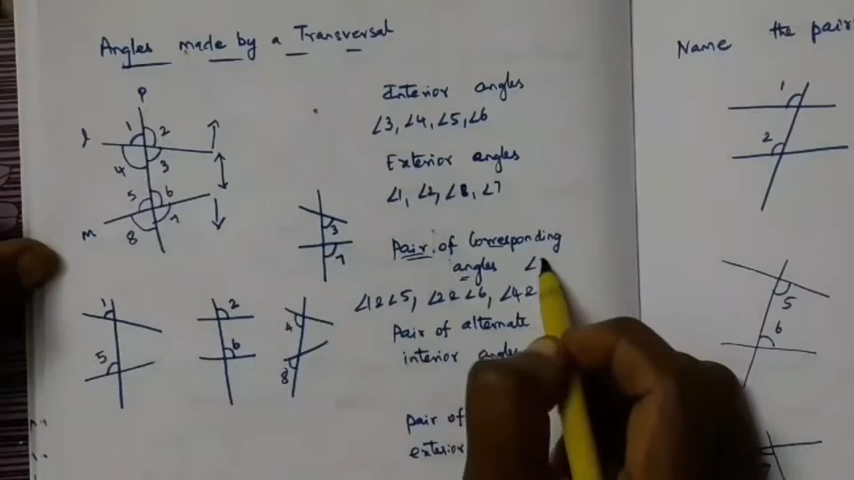 Angles made by a Transversal
P
l
1 2
4 3
5 6
m 8 7
Interior angles
∠3, ∠4, ∠5, ∠6
Exterior angles
∠1, ∠2, ∠8, ∠7
3
7
Pair of Corresponding
angles ∠
∠1&∠5, ∠2&∠6, ∠4&
Pair of alternate
interior angles
Pair of
exterior
1
5
2
6
4
8
Name the pair
1
2
5
6